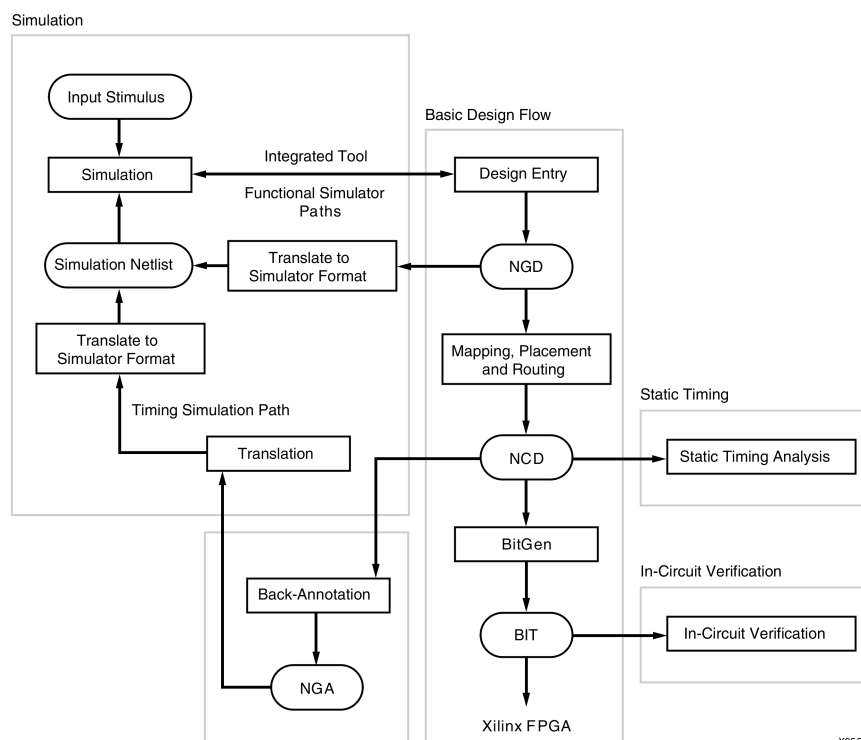 Simulation
Input Stimulus
Basic Design Flow
Integrated Tool
Simulation
Design Entry
Functional Simulator
Paths
Translate to
Simulator Format
Simulation Netlist
NGD
Translate to
Simulator Format
Mapping, Placement
and Routing
Static Timing
Timing Simulation Path
Translation
NCD
Static Timing Analysis
BitGen
In-Circuit Verification
Back-Annotation
BIT
In-Circuit Verification
NGA
Xilinx FPGA